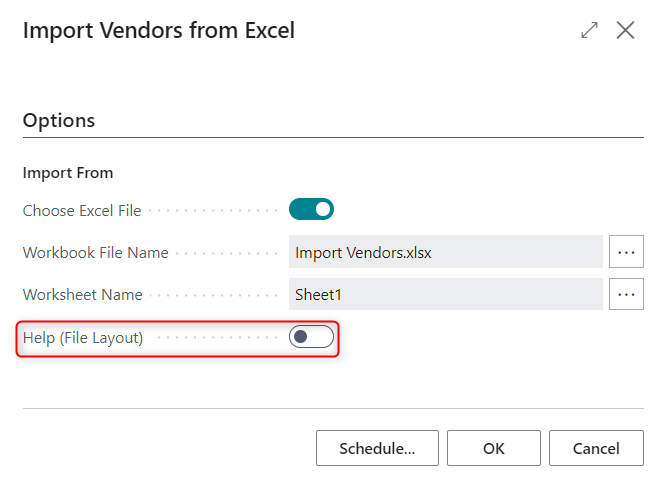 Import Vendors from Excel
Options
Import From
Choose Excel File
Workbook File Name Import Vendors.xlsx ...
Worksheet Name Sheet1 ...
Help (File Layout)
Schedule... OK Cancel